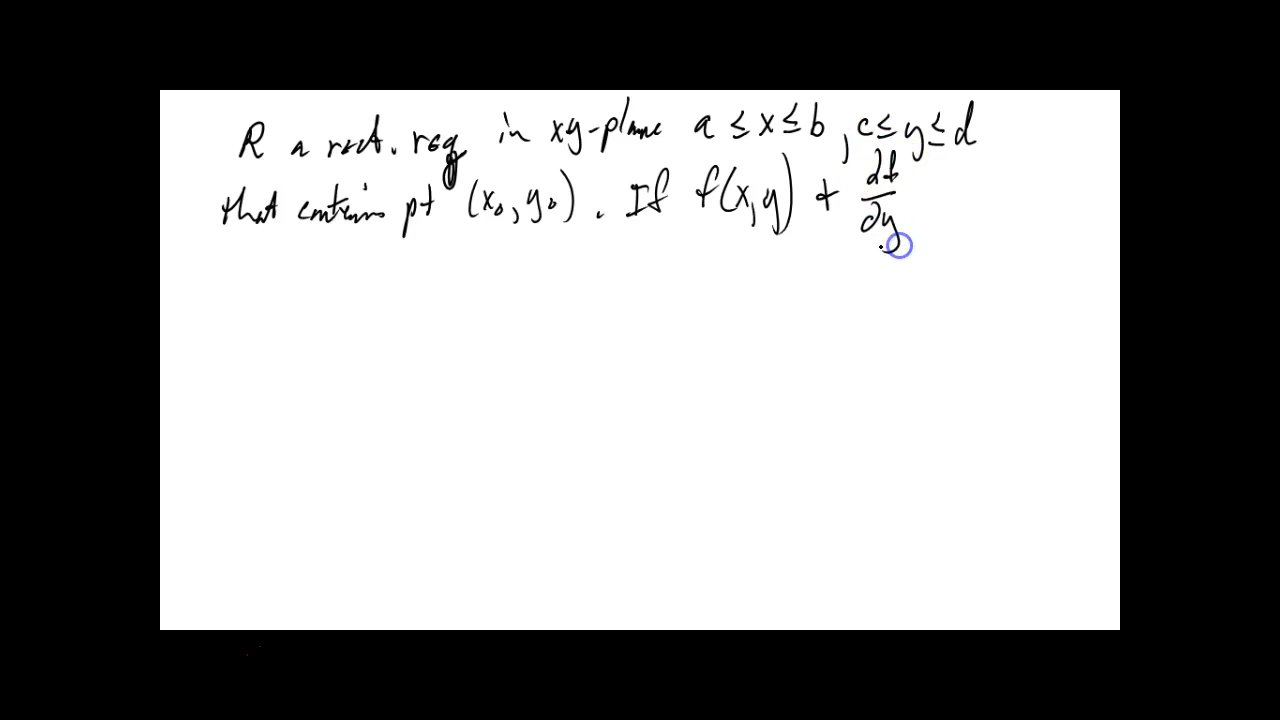 R a rect. reg in xy-plane a ≤ x ≤ b, c ≤ y ≤ d
that contains pt (x₀, y₀). If f(x, y) + ∂f/∂y